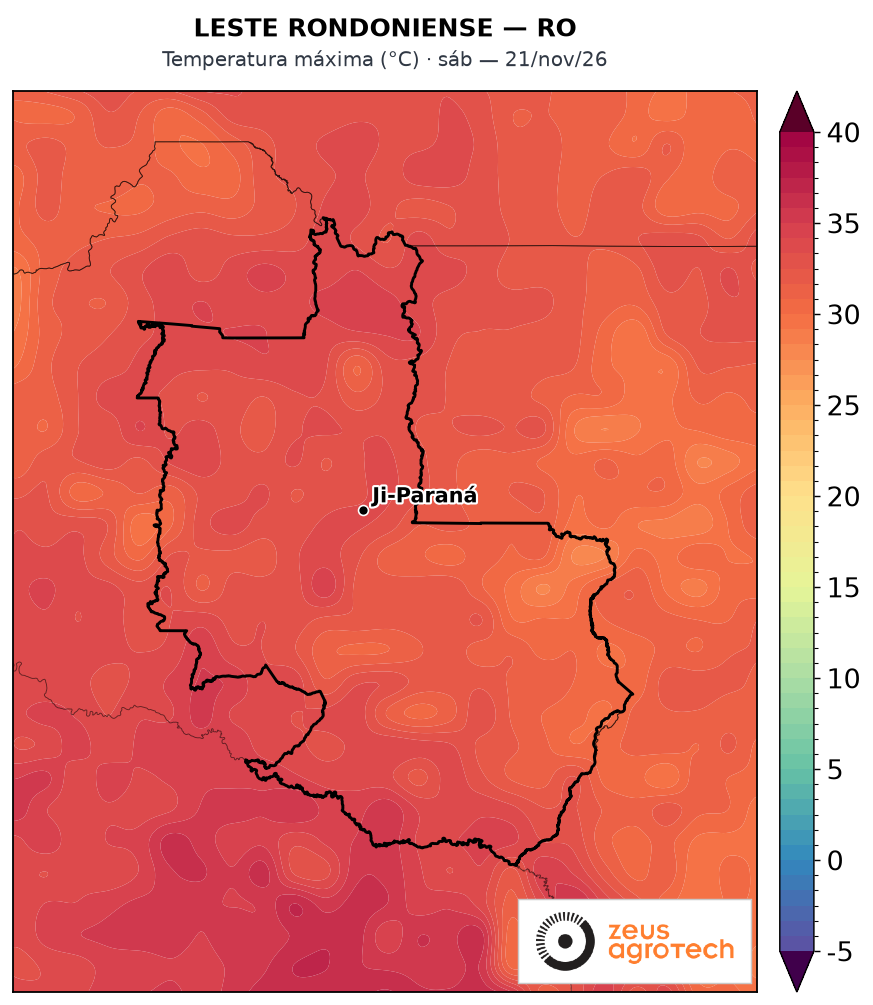 LESTE RONDONIENSE — RO
Temperatura máxima (°C) · sáb — 21/nov/26
40
35
30
25
20
15
10
5
0
-5
Ji-Paraná
zeus
agrotech